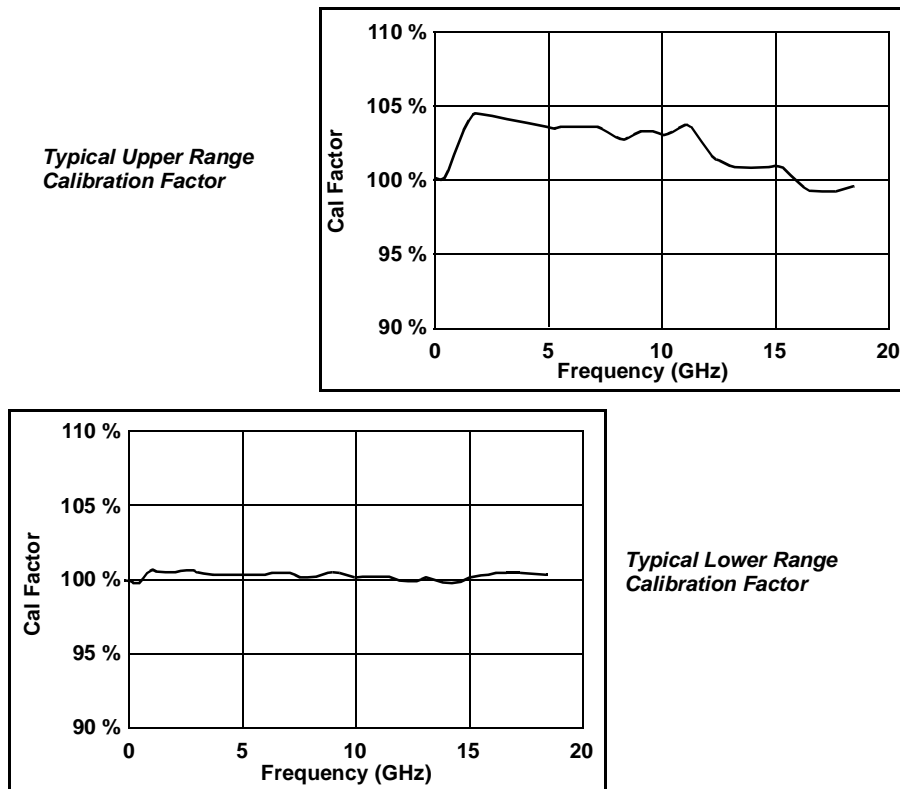 Typical Upper Range
Calibration Factor
110 %
105 %
100 %
95 %
90 %
Cal Factor
0 5 10 15 20
Frequency (GHz)
110 %
105 %
100 %
95 %
90 %
Cal Factor
0 5 10 15 20
Frequency (GHz)
Typical Lower Range
Calibration Factor